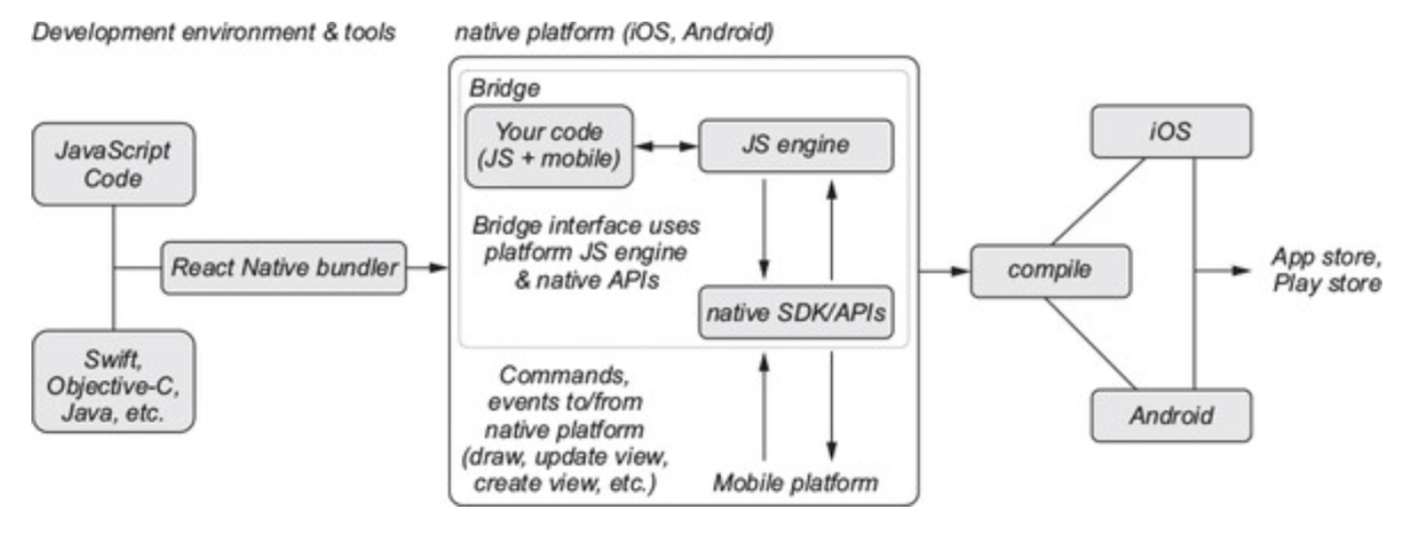 Development environment & tools
native platform (iOS, Android)
JavaScript
Code
React Native bundler
Swift,
Objective-C,
Java, etc.
Bridge
Your code
(JS + mobile)
JS engine
Bridge interface uses
platform JS engine
& native APIs
native SDK/APIs
Commands,
events to/from
native platform
(draw, update view,
create view, etc.)
Mobile platform
compile
iOS
Android
App store,
Play store